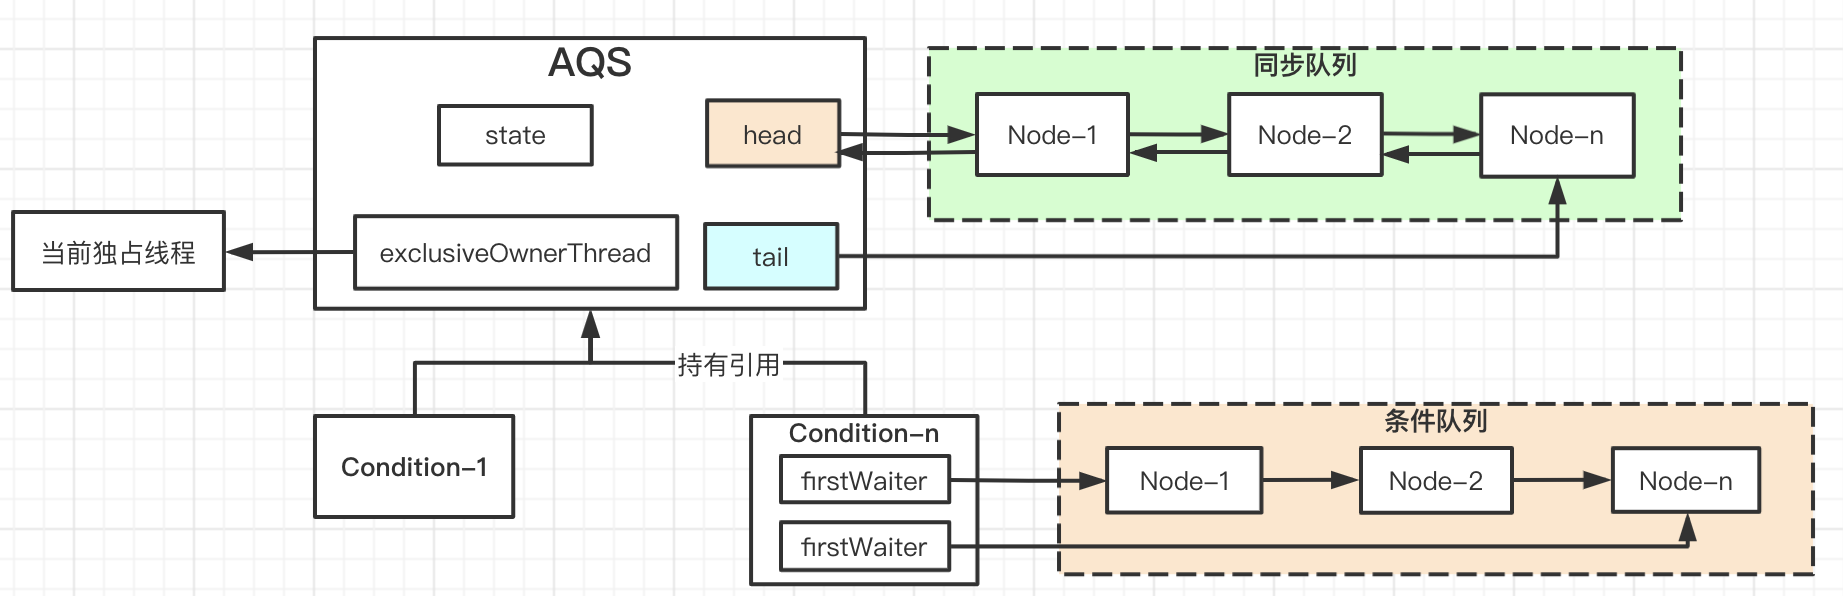 AQS
state
head
exclusiveOwnerThread
tail
当前独占线程
同步队列
Node-1
Node-2
Node-n
持有引用
Condition-1
Condition-n
firstWaiter
firstWaiter
条件队列
Node-1
Node-2
Node-n